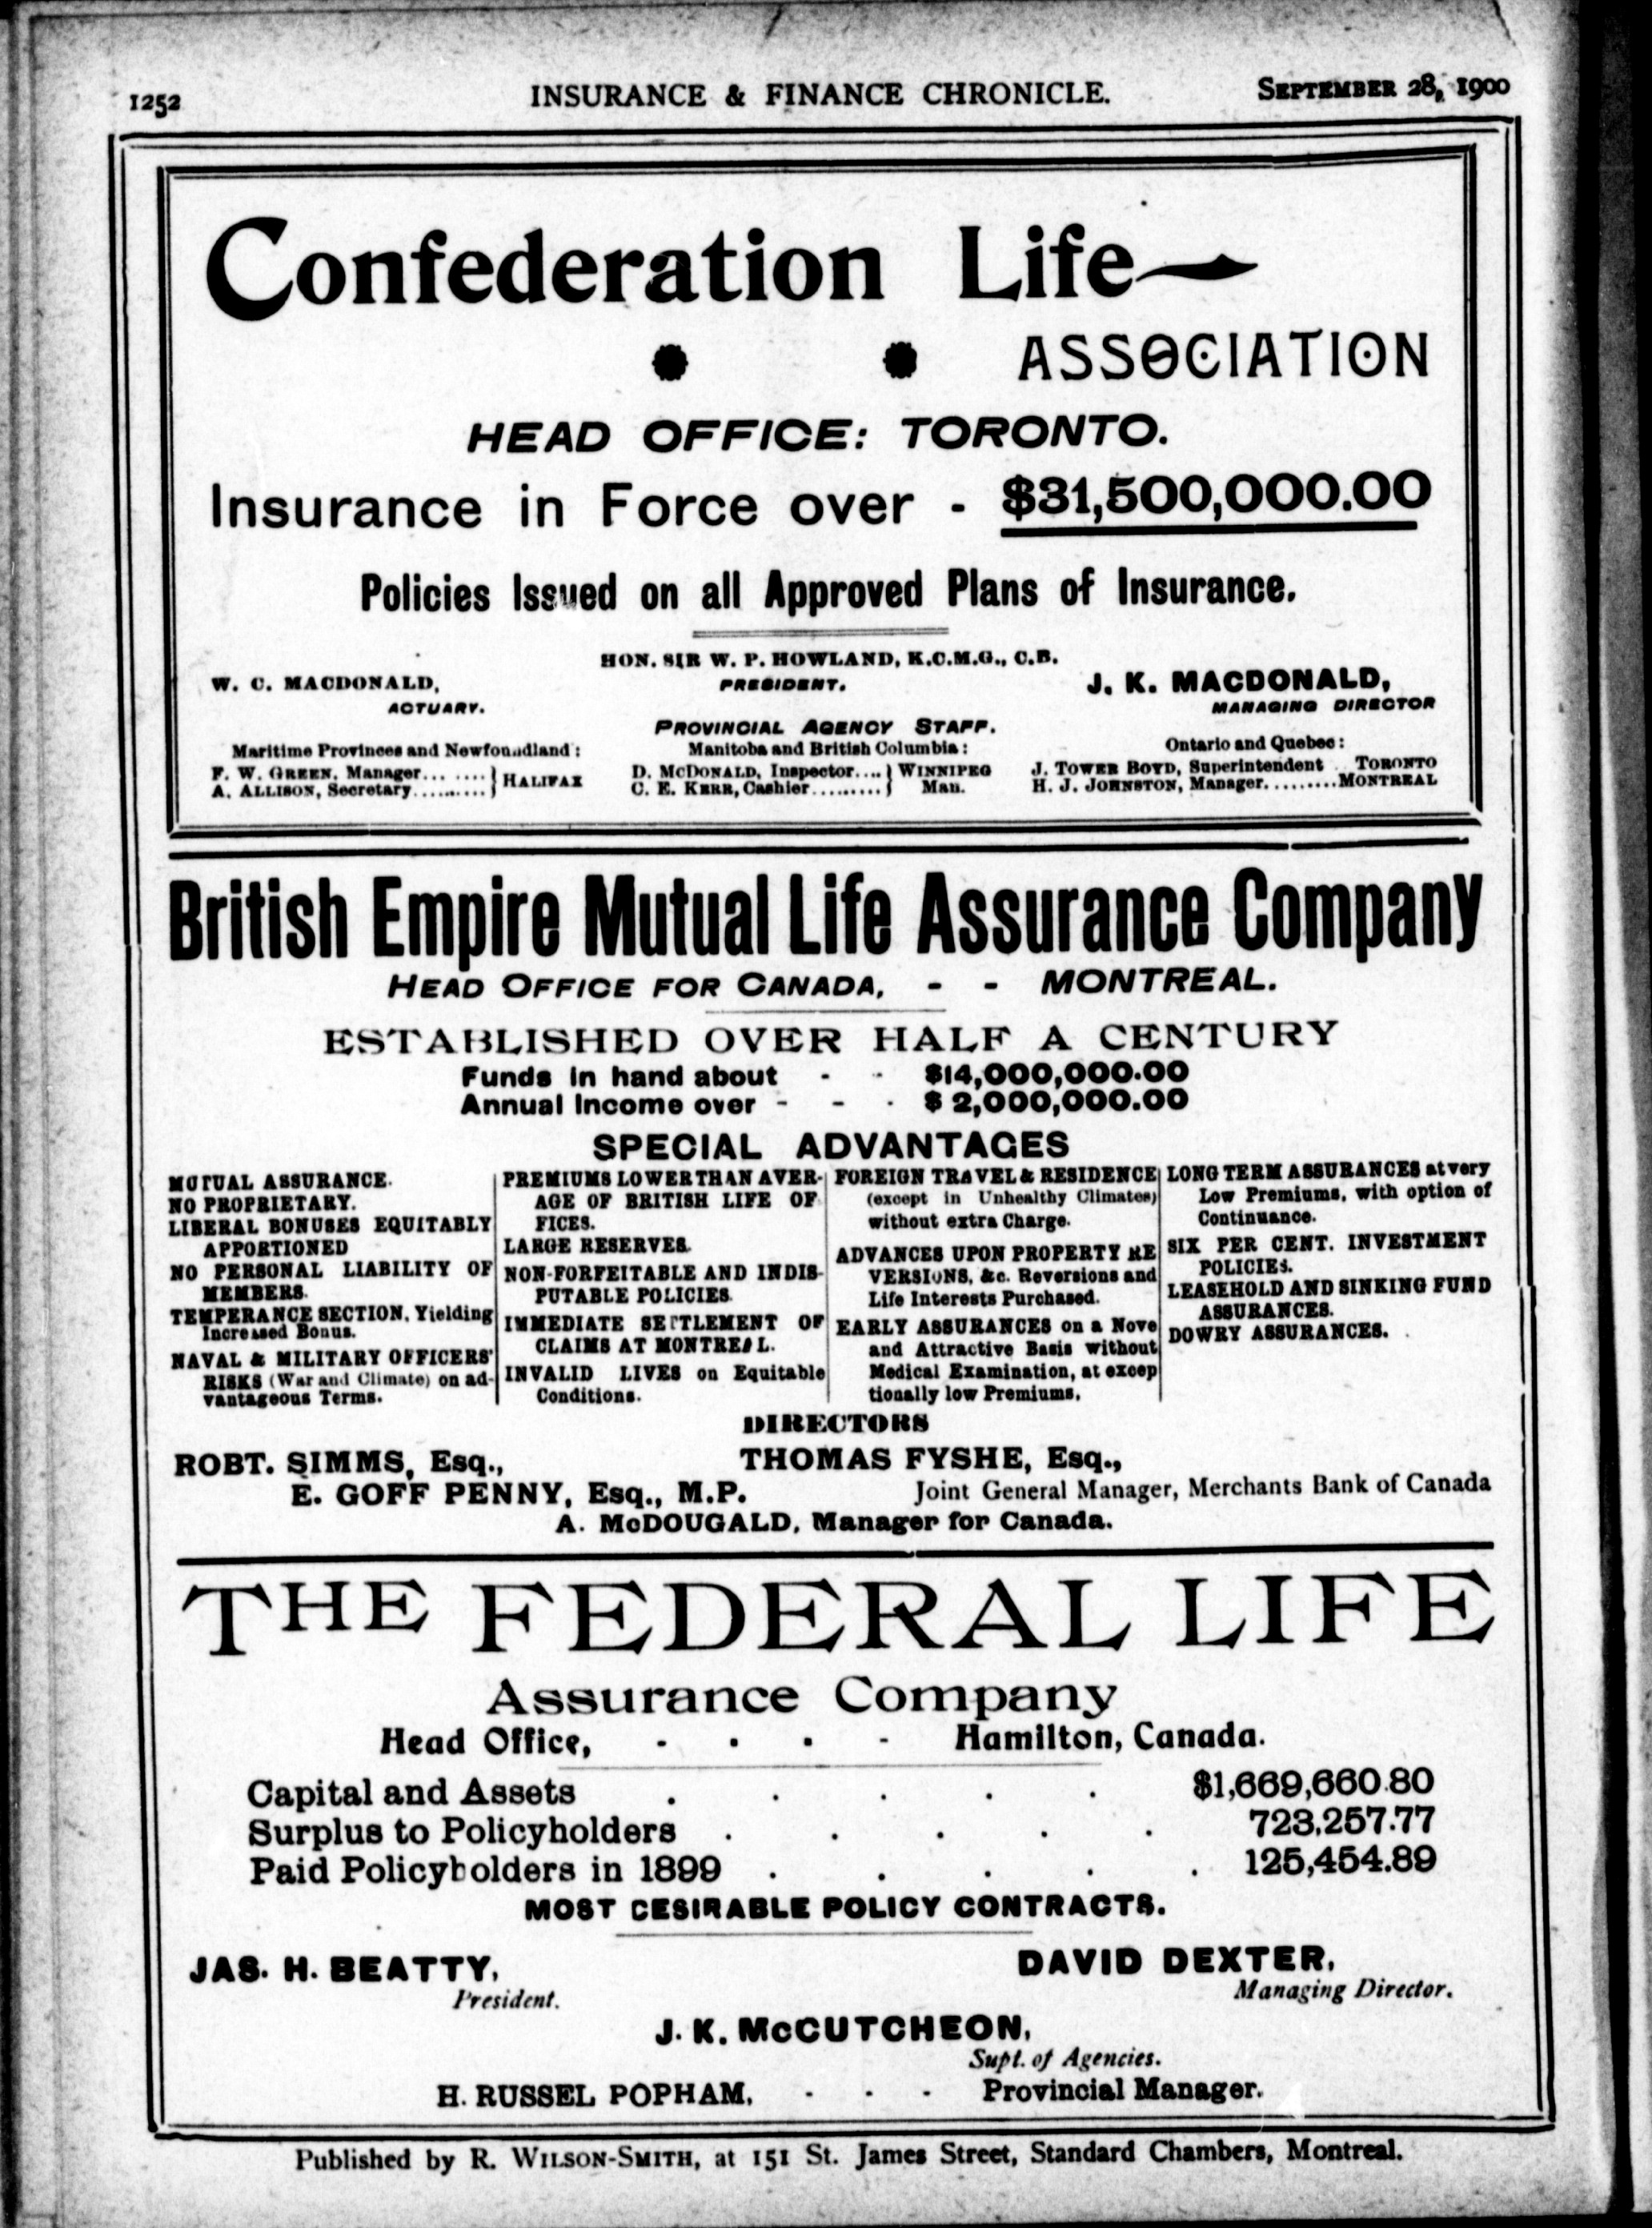 1252
INSURANCE & FINANCE CHRONICLE.
SEPTEMBER 28, 1900
Confederation Life
ASSOCIATION
HEAD OFFICE: TORONTO.
Insurance in Force over - $31,500,000.00
Policies Issued on all Approved Plans of Insurance.
HON. SIR W. P. HOWLAND, K.C.M.G., C.B.
PRESIDENT.
W. C. MACDONALD,
ACTUARY.
J. K. MACDONALD,
MANAGING DIRECTOR
PROVINCIAL AGENCY STAFF.
Maritime Provinces and Newfoundland:
F. W. GREEN, Manager... .... } HALIFAX
A. ALLISON, Secretary......... }
Manitoba and British Columbia:
D. MCDONALD, Inspector.... } WINNIPEG
C. E. KERR, Cashier......... } Man.
Ontario and Quebec:
J. TOWER BOYD, Superintendent . TORONTO
H. J. JOHNSTON, Manager.........MONTREAL
British Empire Mutual Life Assurance Company
HEAD OFFICE FOR CANADA, - - MONTREAL.
ESTABLISHED OVER HALF A CENTURY
Funds in hand about - - $14,000,000.00
Annual Income over - - - $ 2,000,000.00
SPECIAL ADVANTAGES
MUTUAL ASSURANCE.
NO PROPRIETARY.
LIBERAL BONUSES EQUITABLY
APPORTIONED
NO PERSONAL LIABILITY OF
MEMBERS.
TEMPERANCE SECTION, Yielding
Increased Bonus.
NAVAL & MILITARY OFFICERS'
RISKS (War and Climate) on ad-
vantageous Terms.
PREMIUMS LOWER THAN AVER-
AGE OF BRITISH LIFE OF
FICES.
LARGE RESERVES.
NON-FORFEITABLE AND INDIS-
PUTABLE POLICIES.
IMMEDIATE SETTLEMENT OF
CLAIMS AT MONTREAL.
INVALID LIVES on Equitable
Conditions.
FOREIGN TRAVEL & RESIDENCE
(except in Unhealthy Climates)
without extra Charge.
ADVANCES UPON PROPERTY RE
VERSIONS, &c. Reversions and
Life Interests Purchased.
EARLY ASSURANCES on a Nove
and Attractive Basis without
Medical Examination, at excep
tionally low Premiums.
LONG TERM ASSURANCES at very
Low Premiums, with option of
Continuance.
SIX PER CENT. INVESTMENT
POLICIES.
LEASEHOLD AND SINKING FUND
ASSURANCES.
DOWRY ASSURANCES.
DIRECTORS
ROBT. SIMMS, Esq.,
THOMAS FYSHE, Esq.,
E. GOFF PENNY, Esq., M.P.
Joint General Manager, Merchants Bank of Canada
A. McDOUGALD, Manager for Canada.
THE FEDERAL LIFE
Assurance Company
Head Office, - - - - Hamilton, Canada.
Capital and Assets . . . . . $1,669,660.80
Surplus to Policyholders . . . . . 723,257.77
Paid Policyholders in 1899 . . . . . 125,454.89
MOST DESIRABLE POLICY CONTRACTS.
JAS. H. BEATTY,
President.
DAVID DEXTER,
Managing Director.
J. K. McCUTCHEON,
Supt. of Agencies.
H. RUSSEL POPHAM, - - - Provincial Manager.
Published by R. WILSON-SMITH, at 151 St. James Street, Standard Chambers, Montreal.